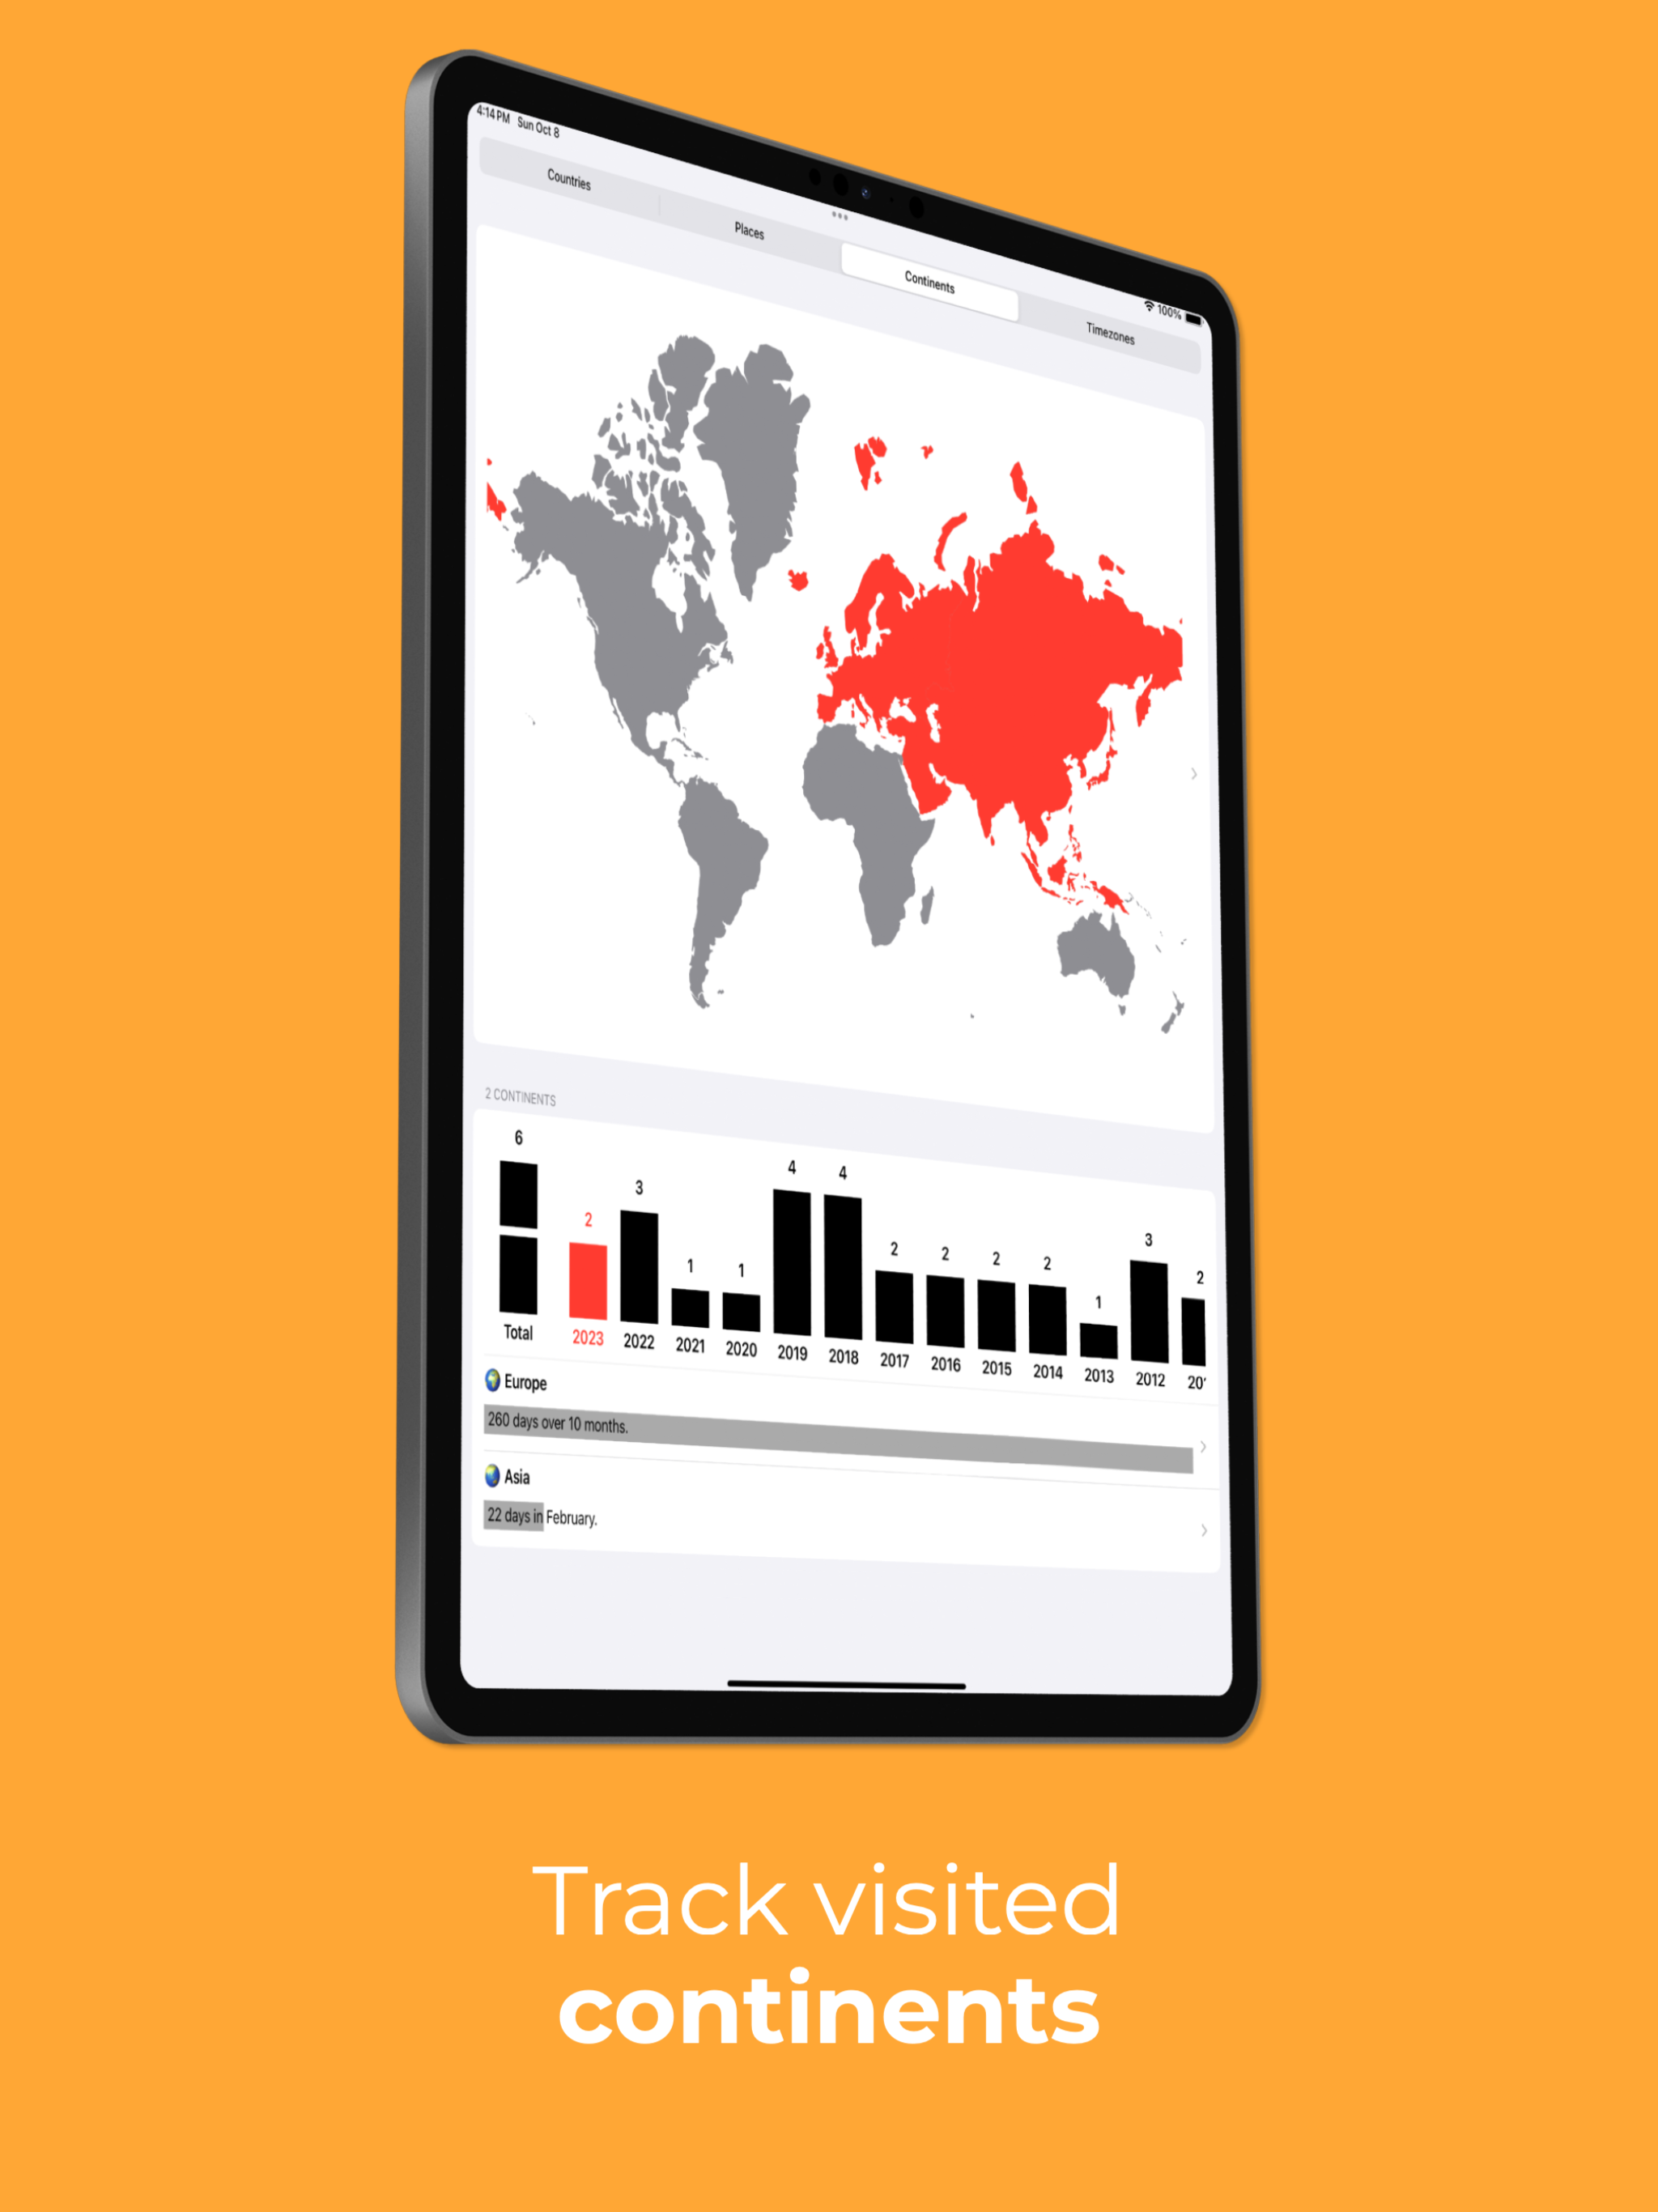 4:14 PM Sun Oct 8
100%
Countries
Places
Continents
Timezones
2 CONTINENTS
6
2
3
1
1
4
4
2
2
2
2
1
3
2
Total
2023
2022
2021
2020
2019
2018
2017
2016
2015
2014
2013
2012
Europe
260 days over 10 months.
Asia
22 days in February.
Track visited
continents